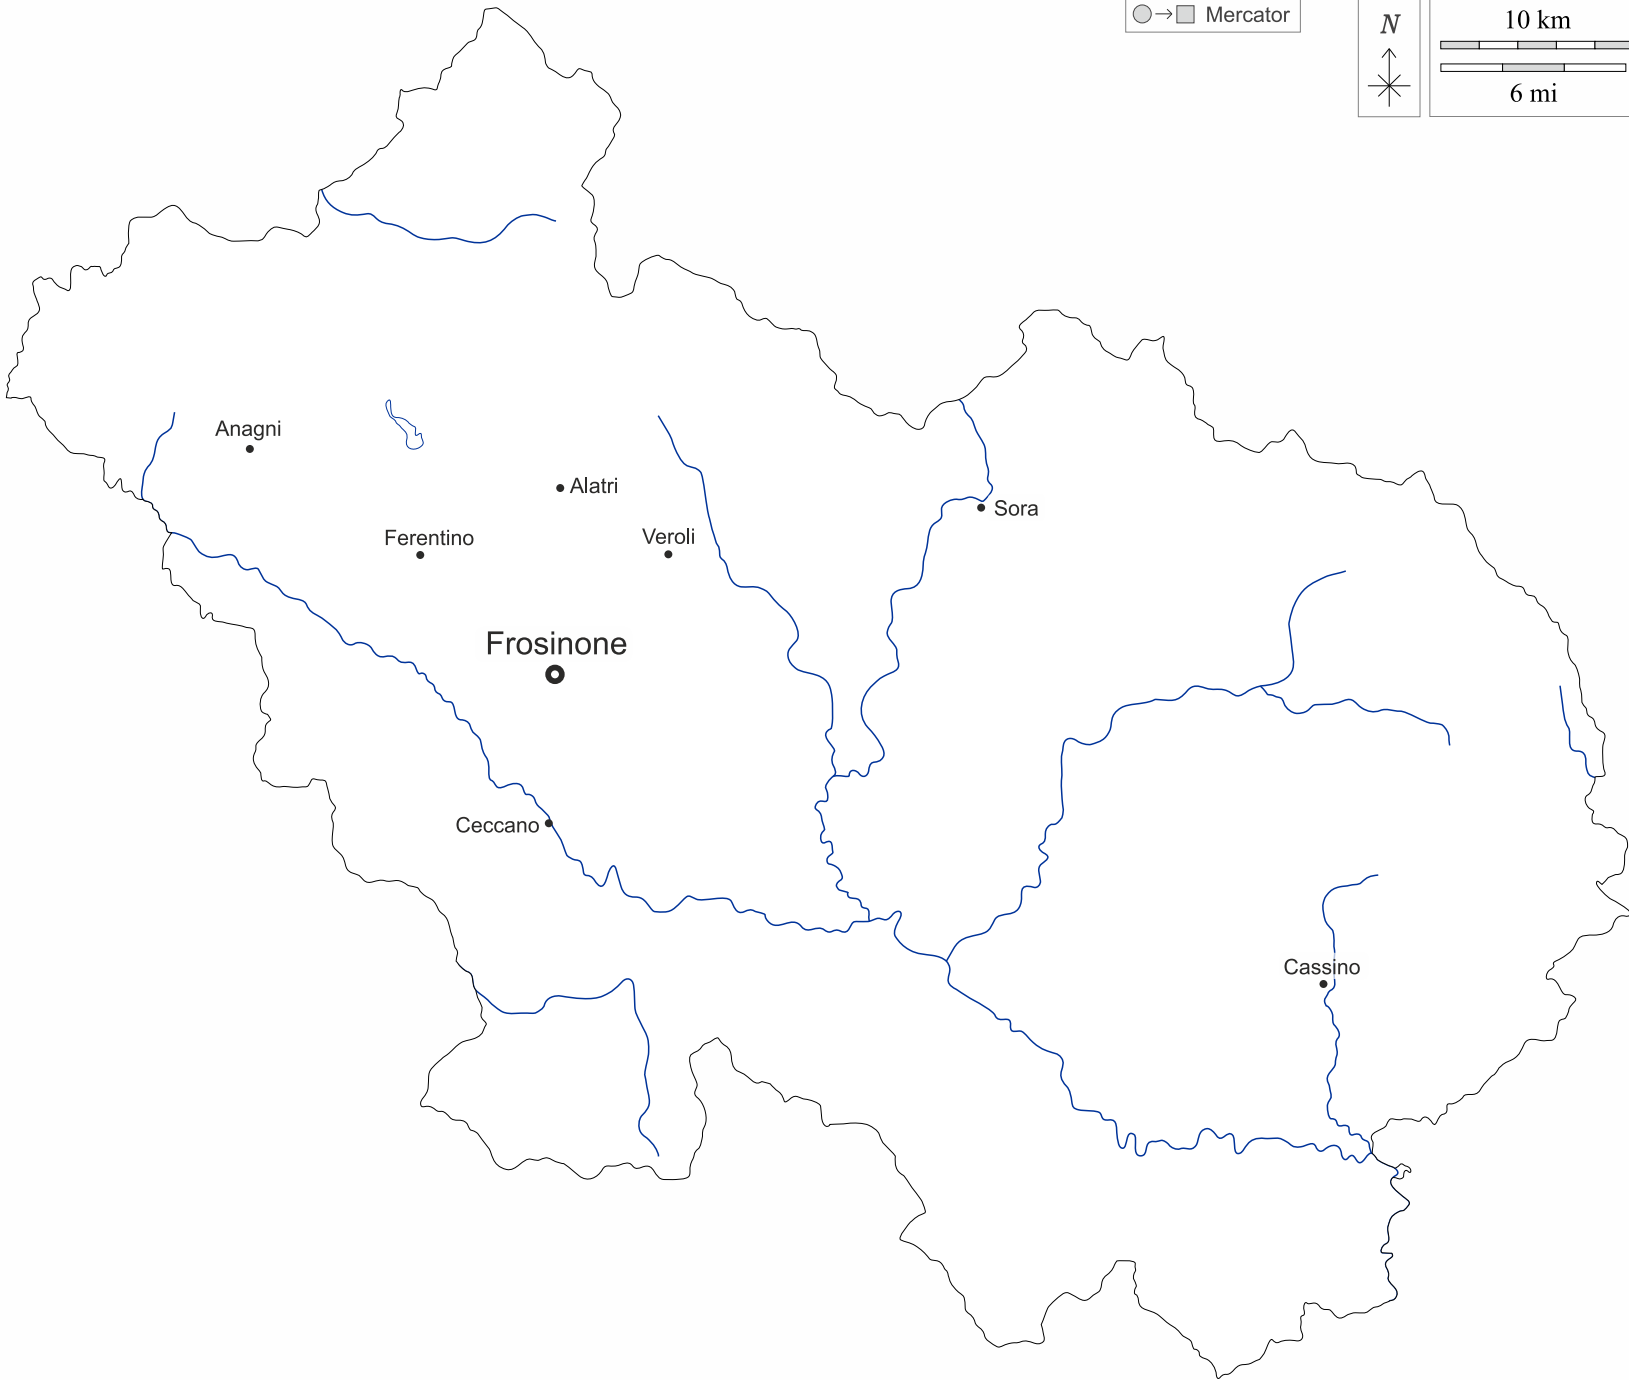 Mercator
N
10 km
6 mi
Anagni
Alatri
Sora
Ferentino
Veroli
Frosinone
Ceccano
Cassino